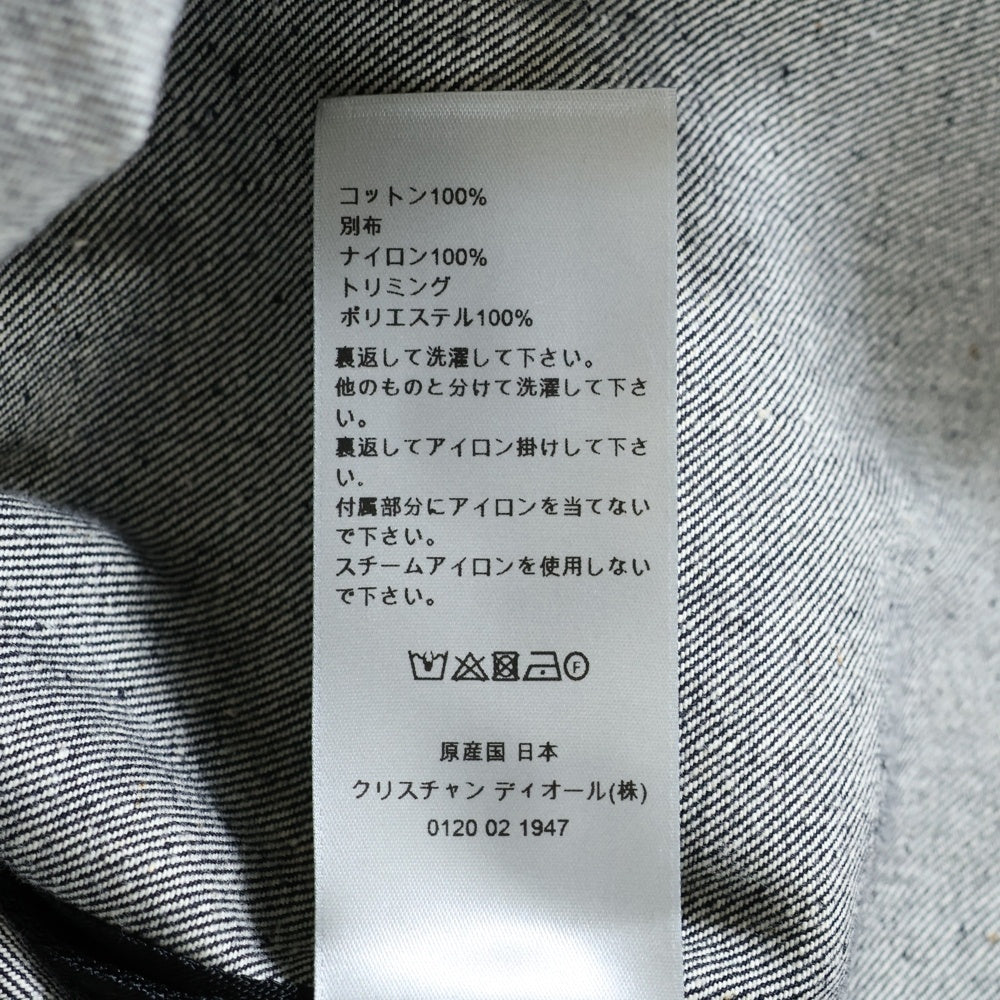 コットン100%
別布
ナイロン100%
トリミング
ポリエステル100%
裏返して洗濯して下さい。
他のものと分けて洗濯して下さ
い。
裏返してアイロン掛けして下さ
い。
付属部分にアイロンを当てない
で下さい。
スチームアイロンを使用しない
で下さい。
F
原産国 日本
クリスチャン ディオール(株)
0120 02 1947